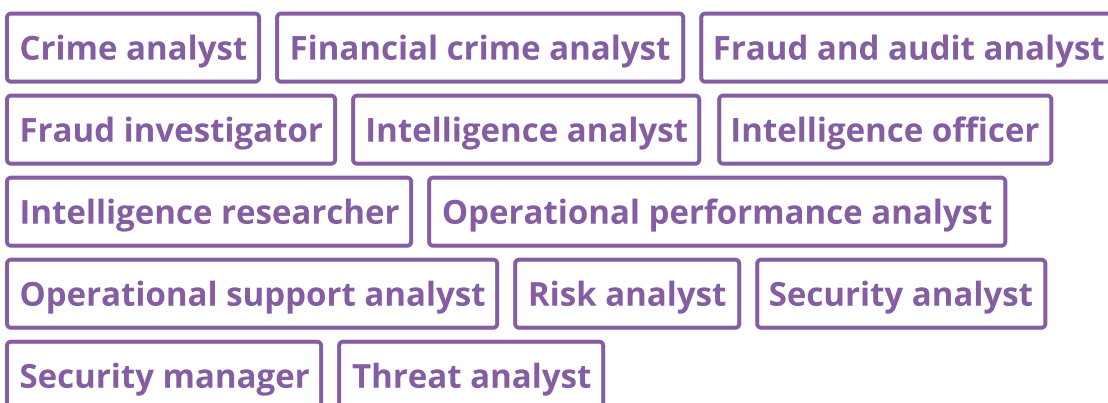 Crime analyst Financial crime analyst Fraud and audit analyst
Fraud investigator Intelligence analyst Intelligence officer
Intelligence researcher Operational performance analyst
Operational support analyst Risk analyst Security analyst
Security manager Threat analyst